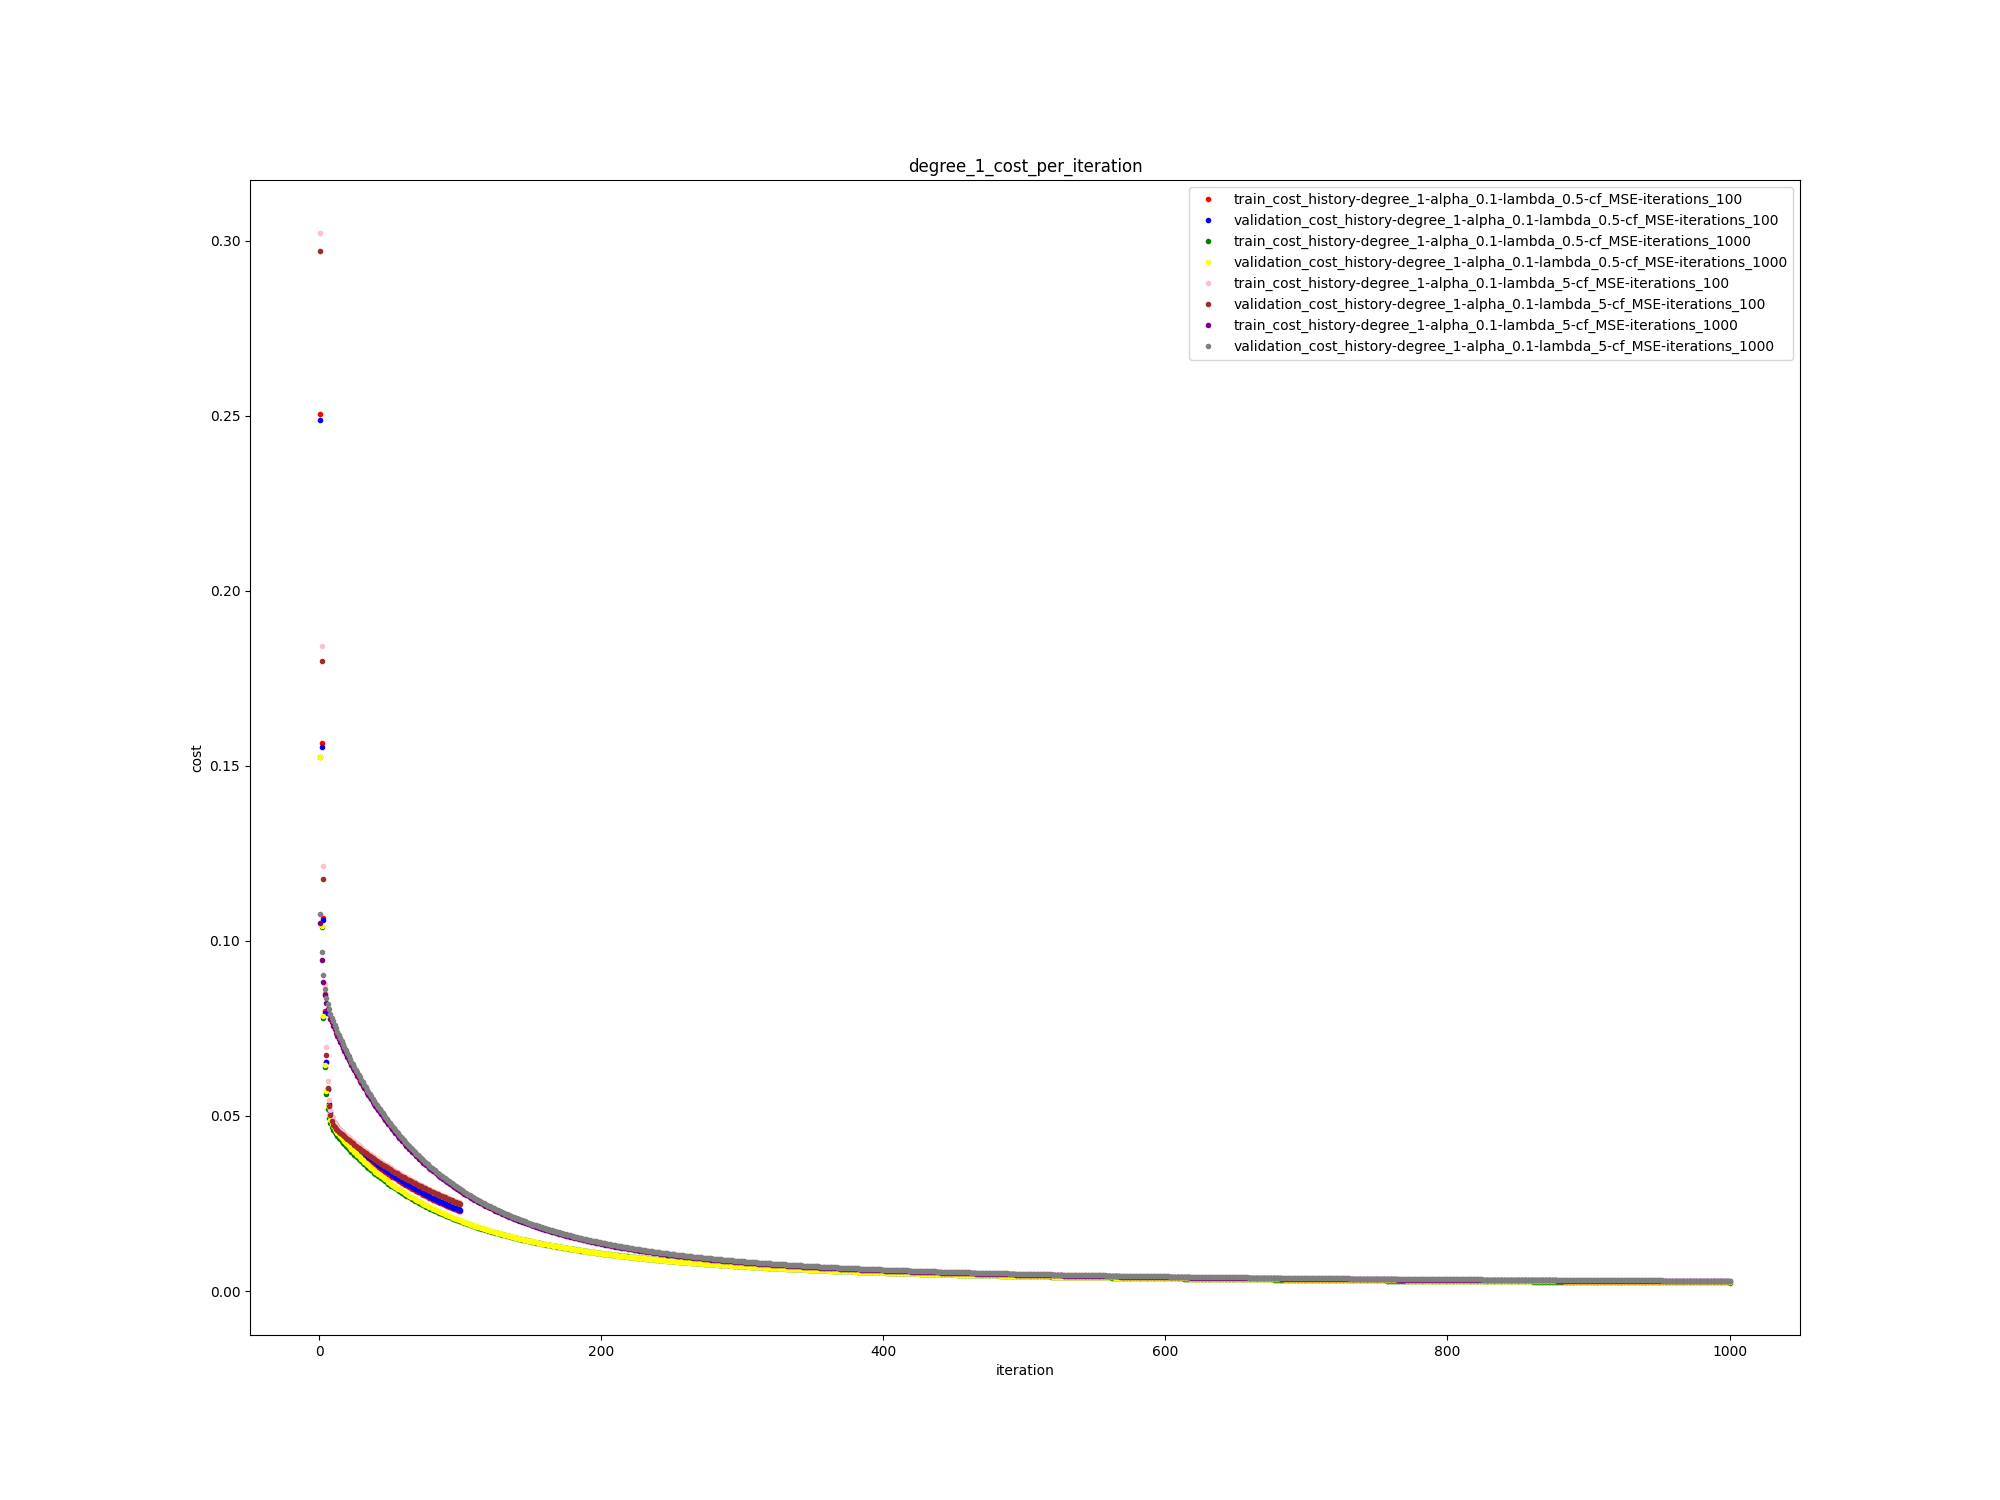 degree_1_cost_per_iteration
train_cost_history-degree_1-alpha_0.1-lambda_0.5-cf_MSE-iterations_100
validation_cost_history-degree_1-alpha_0.1-lambda_0.5-cf_MSE-iterations_100
train_cost_history-degree_1-alpha_0.1-lambda_0.5-cf_MSE-iterations_1000
validation_cost_history-degree_1-alpha_0.1-lambda_0.5-cf_MSE-iterations_1000
train_cost_history-degree_1-alpha_0.1-lambda_5-cf_MSE-iterations_100
validation_cost_history-degree_1-alpha_0.1-lambda_5-cf_MSE-iterations_100
train_cost_history-degree_1-alpha_0.1-lambda_5-cf_MSE-iterations_1000
validation_cost_history-degree_1-alpha_0.1-lambda_5-cf_MSE-iterations_1000
0.30
0.25
0.20
0.15
0.10
0.05
0.00
cost
0 200 400 600 800 1000
iteration